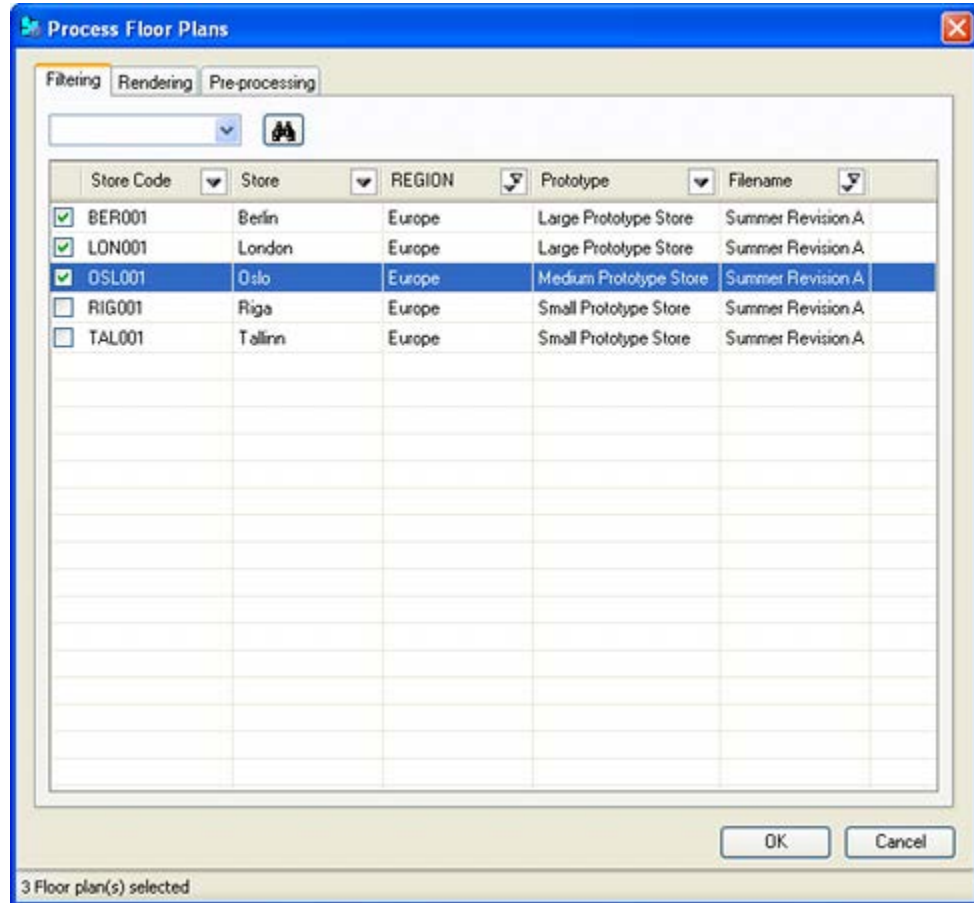 Process Floor Plans
Filtering Rendering Pre-processing
Store Code Store REGION Prototype Filename
BER001 Berlin Europe Large Prototype Store Summer Revision A
LON001 London Europe Large Prototype Store Summer Revision A
OSL001 Oslo Europe Medium Prototype Store Summer Revision A
RIG001 Riga Europe Small Prototype Store Summer Revision A
TAL001 Tallinn Europe Small Prototype Store Summer Revision A
OK Cancel
3 Floor plan(s) selected